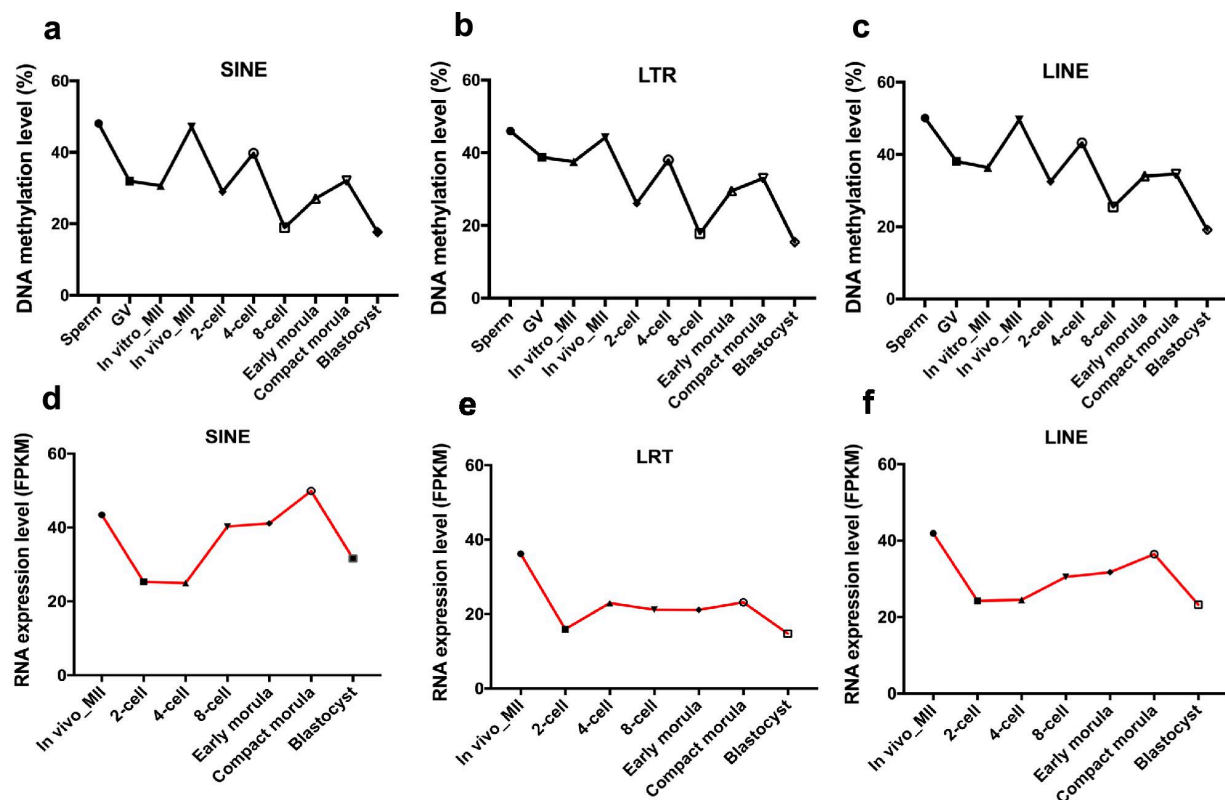 a
SINE
DNA methylation level (%)
60
40
20
0
Sperm
GV
In vitro_MII
In vivo_MII
2-cell
4-cell
8-cell
Early morula
Compact morula
Blastocyst
b
LTR
DNA methylation level (%)
60
40
20
0
Sperm
GV
In vitro_MII
In vivo_MII
2-cell
4-cell
8-cell
Early morula
Compact morula
Blastocyst
c
LINE
DNA methylation level (%)
60
40
20
0
Sperm
GV
In vitro_MII
In vivo_MII
2-cell
4-cell
8-cell
Early morula
Compact morula
Blastocyst
d
SINE
RNA expression level (FPKM)
60
40
20
0
In vivo_MII
2-cell
4-cell
8-cell
Early morula
Compact morula
Blastocyst
e
LRT
RNA expression level (FPKM)
60
40
20
0
In vivo_MII
2-cell
4-cell
8-cell
Early morula
Compact morula
Blastocyst
f
LINE
RNA expression level (FPKM)
60
40
20
0
In vivo_MII
2-cell
4-cell
8-cell
Early morula
Compact morula
Blastocyst